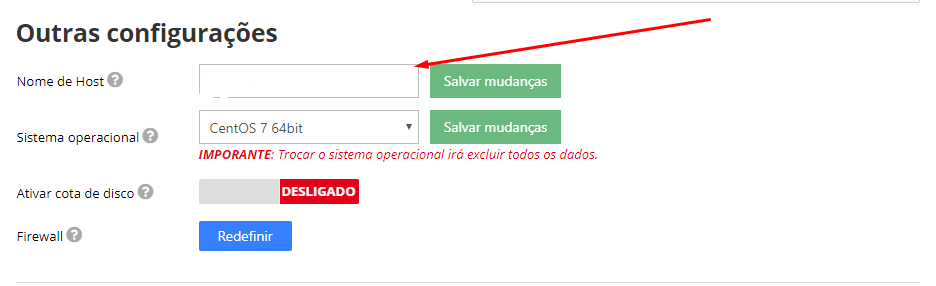 Outras configurações
Nome de Host ?
Salvar mudanças
Sistema operacional ?
CentOS 7 64bit
Salvar mudanças
IMPORANTE: Trocar o sistema operacional irá excluir todos os dados.
Ativar cota de disco ?
DESLIGADO
Firewall ?
Redefinir